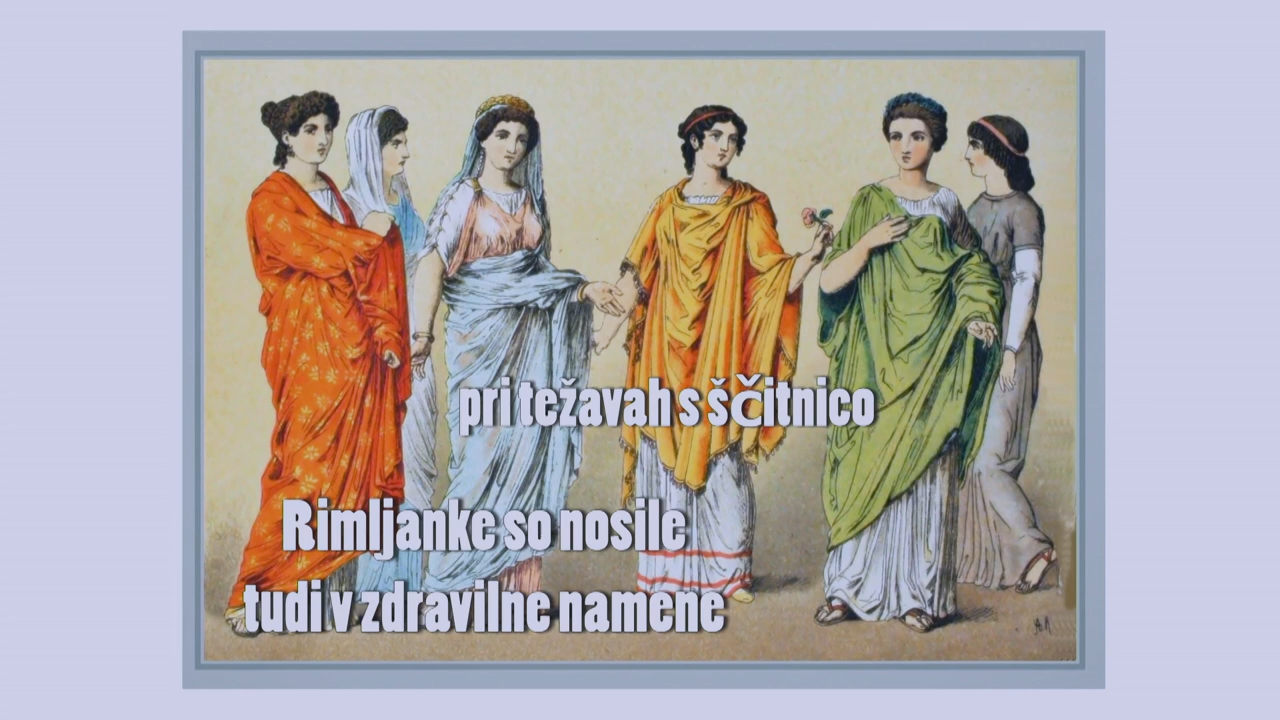 pri težavah s ščitnico
Rimljanke so nosile
tudi v zdravilne namene